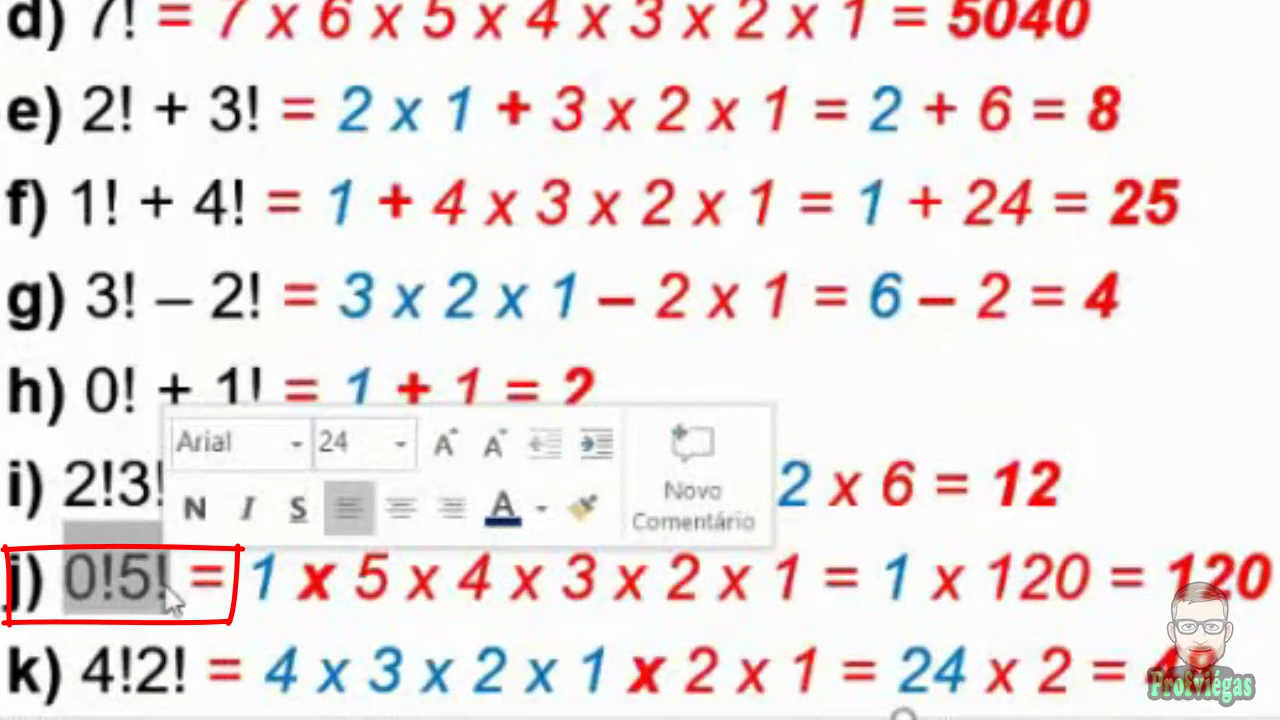 d) 7! = 7 x 6 x 5 x 4 x 3 x 2 x 1 = 5040
e) 2! + 3! = 2 x 1 + 3 x 2 x 1 = 2 + 6 = 8
f) 1! + 4! = 1 + 4 x 3 x 2 x 1 = 1 + 24 = 25
g) 3! – 2! = 3 x 2 x 1 – 2 x 1 = 6 – 2 = 4
h) 0! + 1! = 1 + 1 = 2
Arial 24 A A
Novo
N I S A
Comentário
i) 2!3! 2 x 6 = 12
j) 0!5! = 1 x 5 x 4 x 3 x 2 x 1 = 1 x 120 = 120
k) 4!2! = 4 x 3 x 2 x 1 x 2 x 1 = 24 x 2 = 4
Profviégas